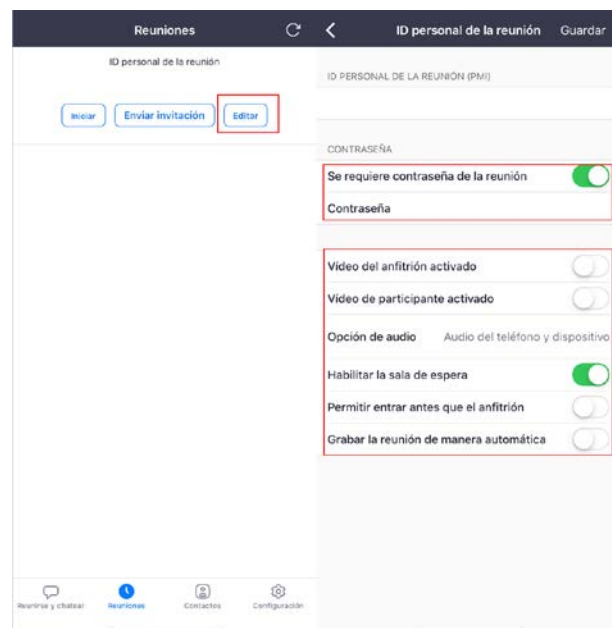 Reuniones
ID personal de la reunión
Iniciar Enviar invitación Editar
Reunirse y chatear Reuniones Contactos Configuración
ID personal de la reunión Guardar
ID PERSONAL DE LA REUNIÓN (PMI)
CONTRASEÑA
Se requiere contraseña de la reunión
Contraseña
Vídeo del anfitrión activado
Vídeo de participante activado
Opción de audio Audio del teléfono y dispositivo
Habilitar la sala de espera
Permitir entrar antes que el anfitrión
Grabar la reunión de manera automática